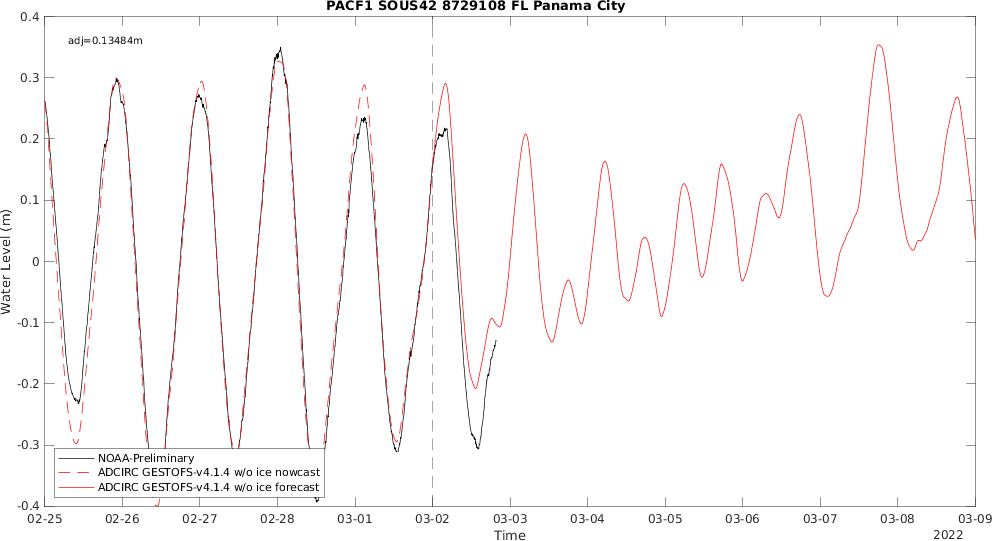 PACF1 SOUS42 8729108 FL Panama City
adj=0.13484m
Water Level (m)
0.4
0.3
0.2
0.1
0
-0.1
-0.2
-0.3
-0.4
NOAA-Preliminary
ADCIRC GESTOFS-v4.1.4 w/o ice nowcast
ADCIRC GESTOFS-v4.1.4 w/o ice forecast
02-25 02-26 02-27 02-28 03-01 03-02 03-03 03-04 03-05 03-06 03-07 03-08 03-09
Time
2022